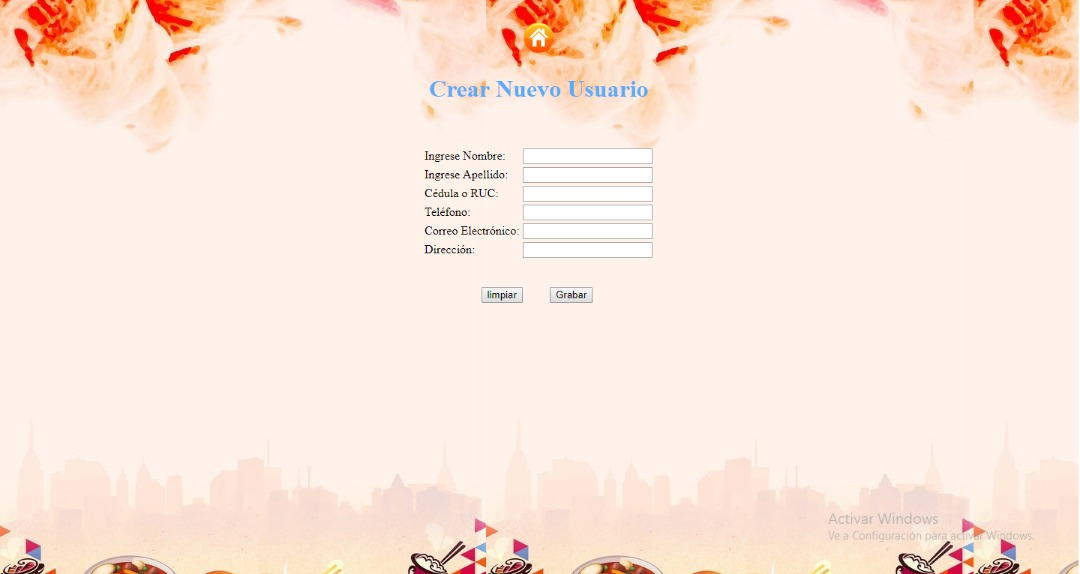 Crear Nuevo Usuario
Ingrese Nombre:
Ingrese Apellido:
Cédula o RUC:
Teléfono:
Correo Electrónico:
Dirección:
limpiar Grabar
Activar Windows
Ve a Configuración para activar Windows.